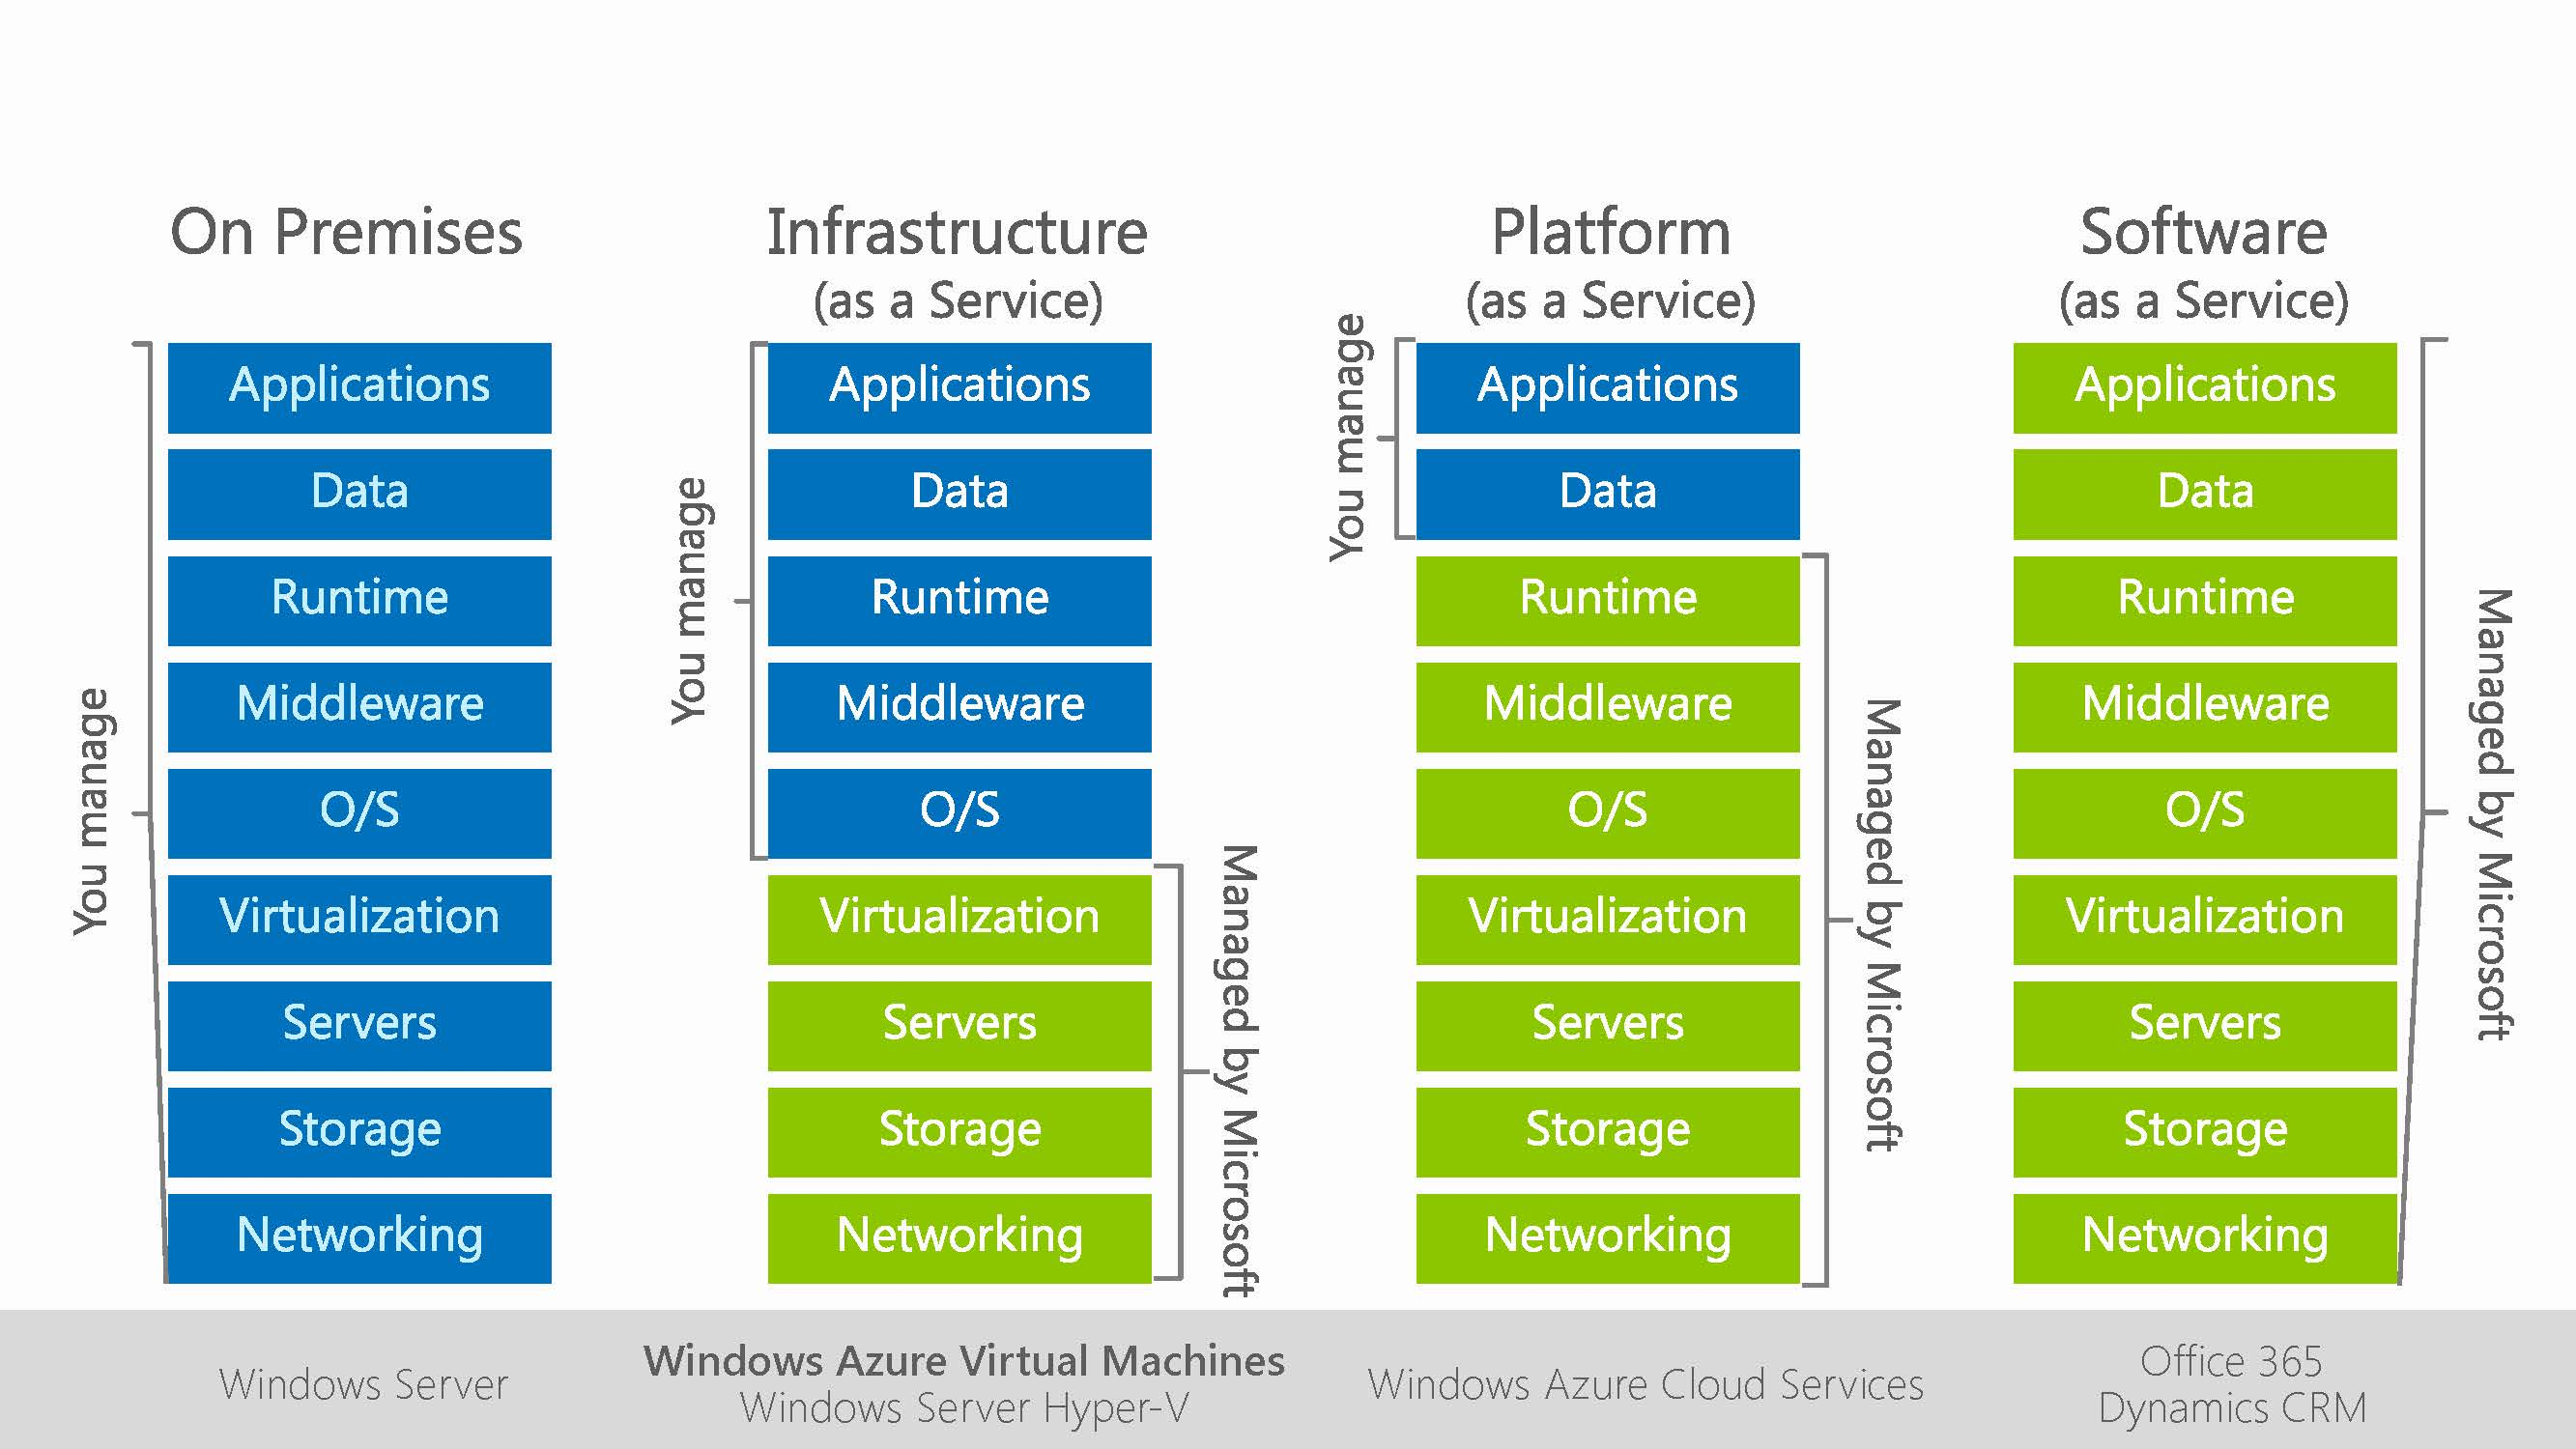 On Premises
Applications
Data
Runtime
Middleware
O/S
Virtualization
Servers
Storage
Networking
You manage
Windows Server
Infrastructure
(as a Service)
Applications
Data
Runtime
Middleware
O/S
Virtualization
Servers
Storage
Networking
You manage
Managed by Microsoft
Windows Azure Virtual Machines
Windows Server Hyper-V
Platform
(as a Service)
Applications
Data
Runtime
Middleware
O/S
Virtualization
Servers
Storage
Networking
You manage
Managed by Microsoft
Windows Azure Cloud Services
Software
(as a Service)
Applications
Data
Runtime
Middleware
O/S
Virtualization
Servers
Storage
Networking
Managed by Microsoft
Office 365
Dynamics CRM